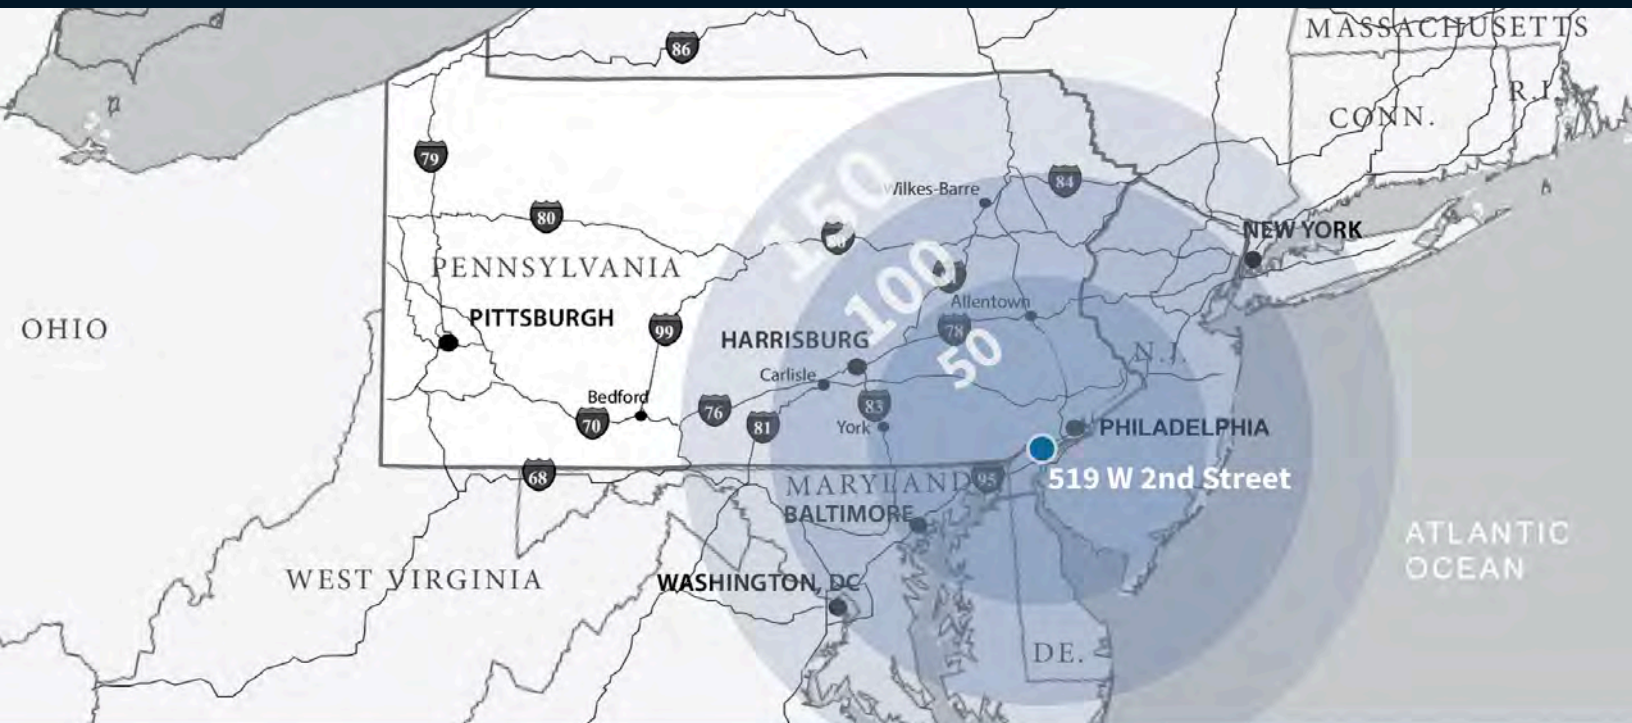 MASSACHUSETTS
86
R.I.
CONN.
79
150
84
Wilkes-Barre
80
NEW YORK
80
PENNSYLVANIA
100
Allentown
PITTSBURGH
OHIO
99
78
HARRISBURG
50
N.J.
Carlisle
Bedford
76
83
70
81
York
PHILADELPHIA
68
95
519 W 2nd Street
MARYLAND
BALTIMORE
ATLANTIC
OCEAN
WEST VIRGINIA
WASHINGTON, DC
DE.